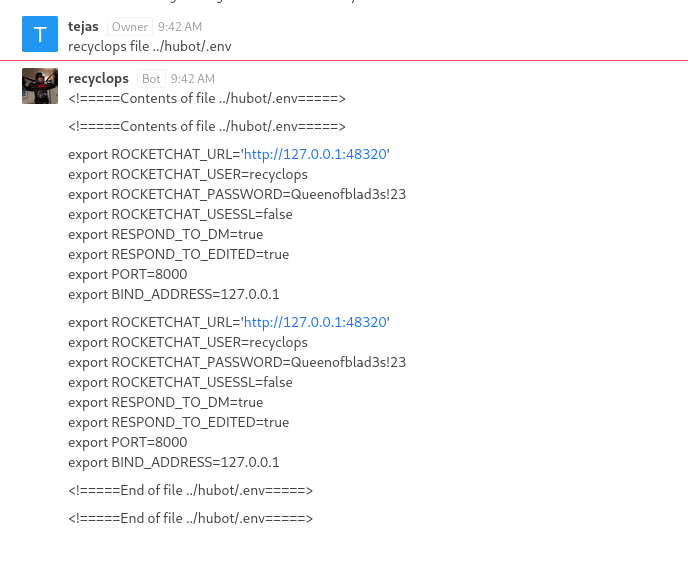 T
tejas Owner 9:42 AM
recyclops file ../hubot/.env
recyclops Bot 9:42 AM
<!=====Contents of file ../hubot/.env=====>
<!=====Contents of file ../hubot/.env=====>
export ROCKETCHAT_URL='http://127.0.0.1:48320'
export ROCKETCHAT_USER=recyclops
export ROCKETCHAT_PASSWORD=Queenofblad3s!23
export ROCKETCHAT_USESSL=false
export RESPOND_TO_DM=true
export RESPOND_TO_EDITED=true
export PORT=8000
export BIND_ADDRESS=127.0.0.1
export ROCKETCHAT_URL='http://127.0.0.1:48320'
export ROCKETCHAT_USER=recyclops
export ROCKETCHAT_PASSWORD=Queenofblad3s!23
export ROCKETCHAT_USESSL=false
export RESPOND_TO_DM=true
export RESPOND_TO_EDITED=true
export PORT=8000
export BIND_ADDRESS=127.0.0.1
<!=====End of file ../hubot/.env=====>
<!=====End of file ../hubot/.env=====>